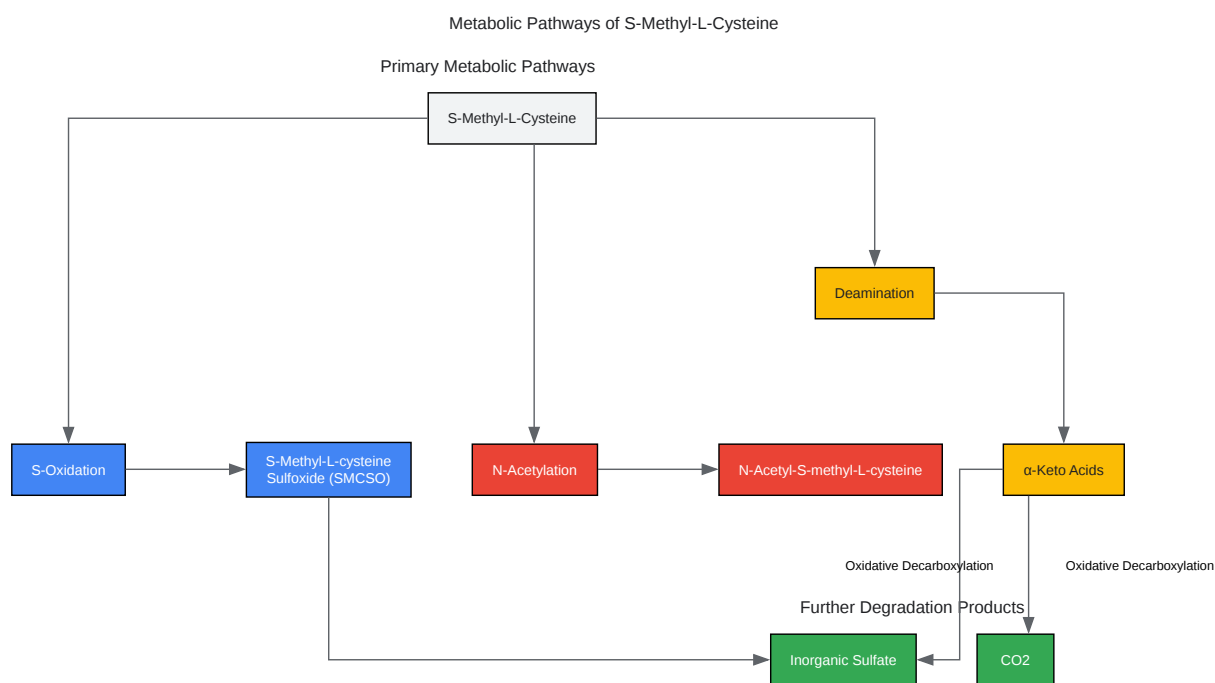 Metabolic Pathways of S-Methyl-L-Cysteine
Primary Metabolic Pathways
S-Methyl-L-Cysteine
Deamination
S-Oxidation
S-Methyl-L-cysteine
Sulfoxide (SMCSO)
N-Acetylation
N-Acetyl-S-methyl-L-cysteine
α-Keto Acids
Oxidative Decarboxylation
Oxidative Decarboxylation
Further Degradation Products
Inorganic Sulfate
CO2